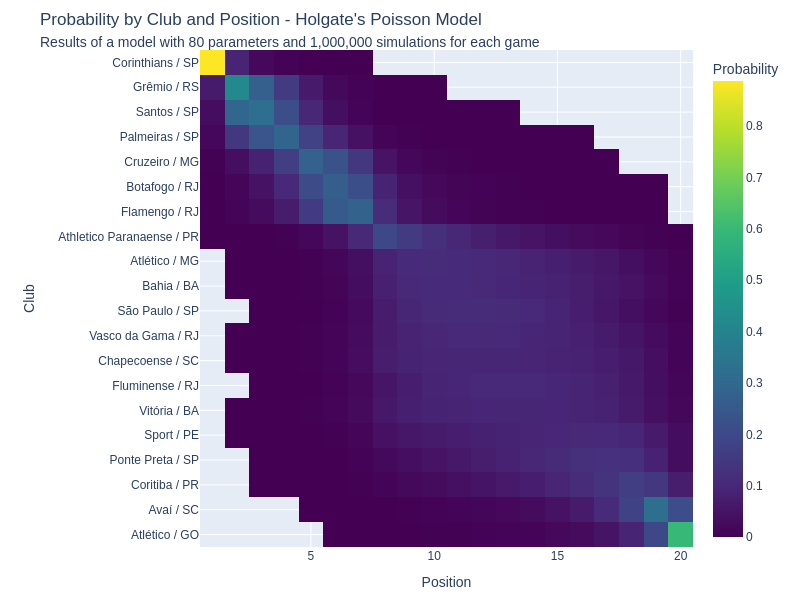 Probability by Club and Position - Holgate's Poisson Model
Results of a model with 80 parameters and 1,000,000 simulations for each game
Probability
Club
Corinthians / SP
Grêmio / RS
Santos / SP
Palmeiras / SP
Cruzeiro / MG
Botafogo / RJ
Flamengo / RJ
Athletico Paranaense / PR
Atlético / MG
Bahia / BA
São Paulo / SP
Vasco da Gama / RJ
Chapecoense / SC
Fluminense / RJ
Vitória / BA
Sport / PE
Ponte Preta / SP
Coritiba / PR
Avaí / SC
Atlético / GO
0.8
0.7
0.6
0.5
0.4
0.3
0.2
0.1
0
5 10 15 20
Position